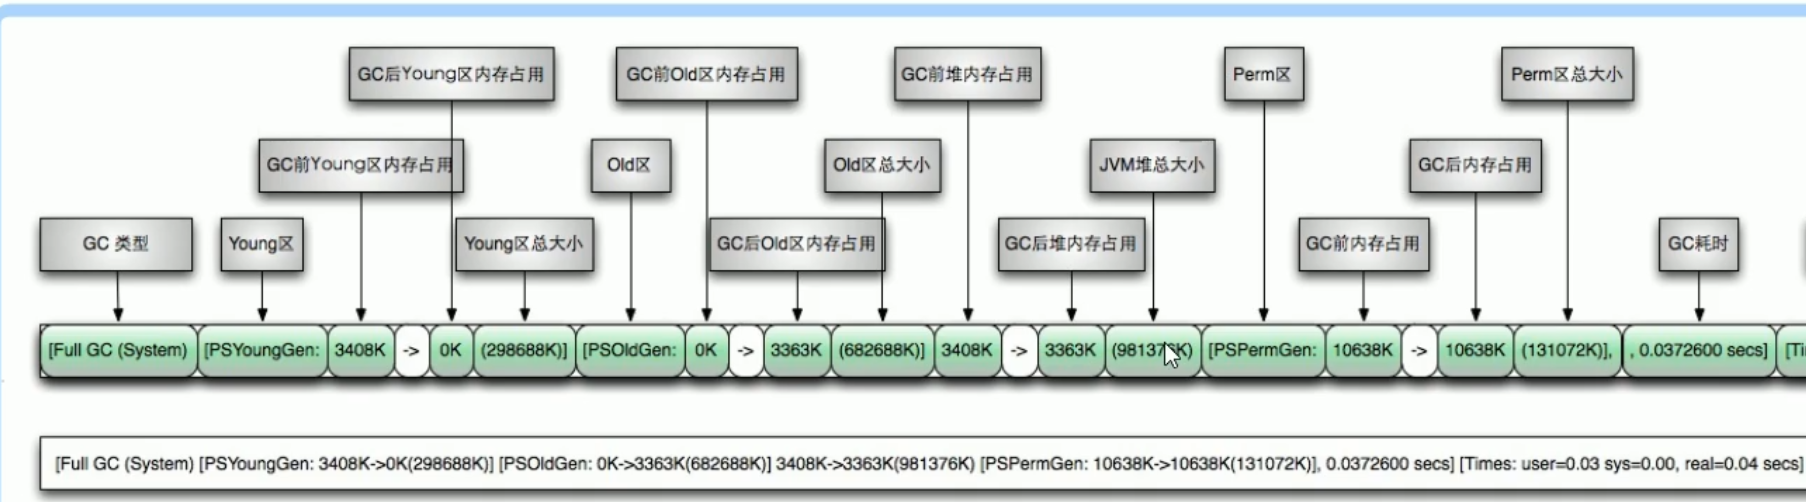 GC后Young区内存占用 GC前Old区内存占用 GC前堆内存占用 Perm区 Perm区总大小
GC前Young区内存占用 Old区 Old区总大小 JVM堆总大小 GC后内存占用
GC 类型 Young区 Young区总大小 GC后Old区内存占用 GC后堆内存占用 GC前内存占用 GC耗时
[Full GC (System) [PSYoungGen: 3408K -> 0K (298688K)] [PSOldGen: 0K -> 3363K (682688K)] 3408K -> 3363K (981376K) [PSPermGen: 10638K -> 10638K (131072K)], , 0.0372600 secs]
[Full GC (System) [PSYoungGen: 3408K->0K(298688K)] [PSOldGen: 0K->3363K(682688K)] 3408K->3363K(981376K) [PSPermGen: 10638K->10638K(131072K)], 0.0372600 secs] [Times: user=0.03 sys=0.00, real=0.04 secs]